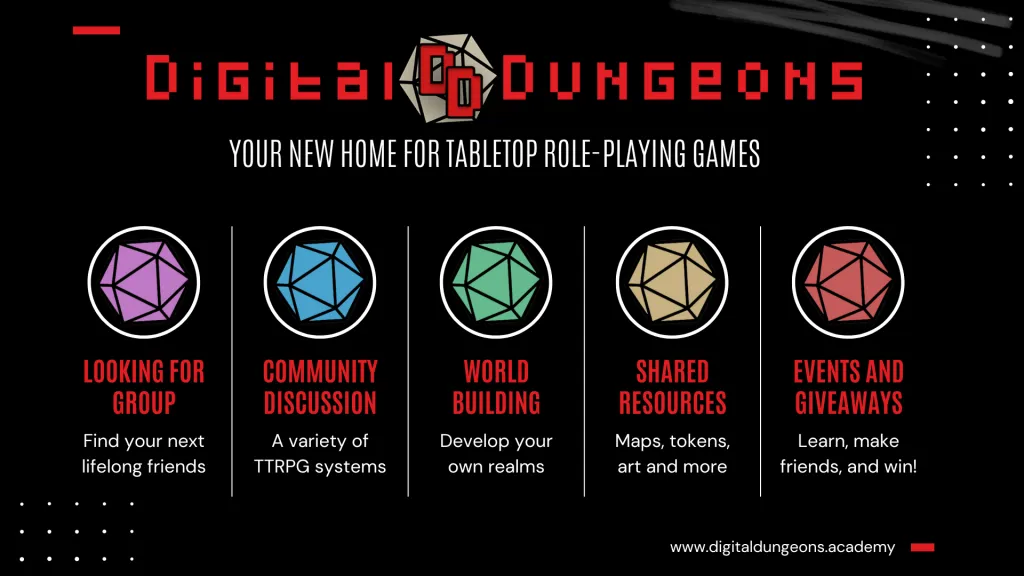 Digital DD Dungeons
YOUR NEW HOME FOR TABLETOP ROLE-PLAYING GAMES
LOOKING FOR
GROUP
Find your next
lifelong friends
COMMUNITY
DISCUSSION
A variety of
TTRPG systems
WORLD
BUILDING
Develop your
own realms
SHARED
RESOURCES
Maps, tokens,
art and more
EVENTS AND
GIVEAWAYS
Learn, make
friends, and win!
www.digitaldungeons.academy